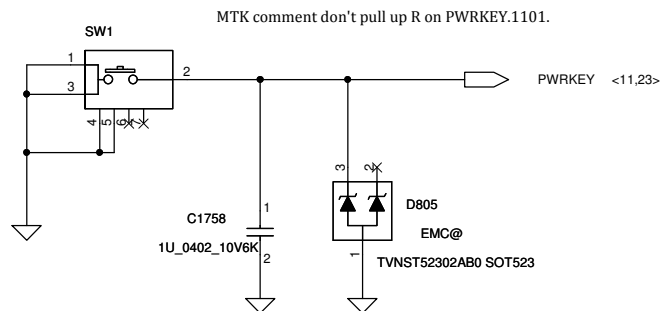 MTK comment don't pull up R on PWRKEY.1101.
SW1
1
2
3
PWRKEY <11,23>
4
5
6
7
3
2
D805
C1758
1
EMC@
1U_0402_10V6K
2
1
TVNST52302AB0 SOT523